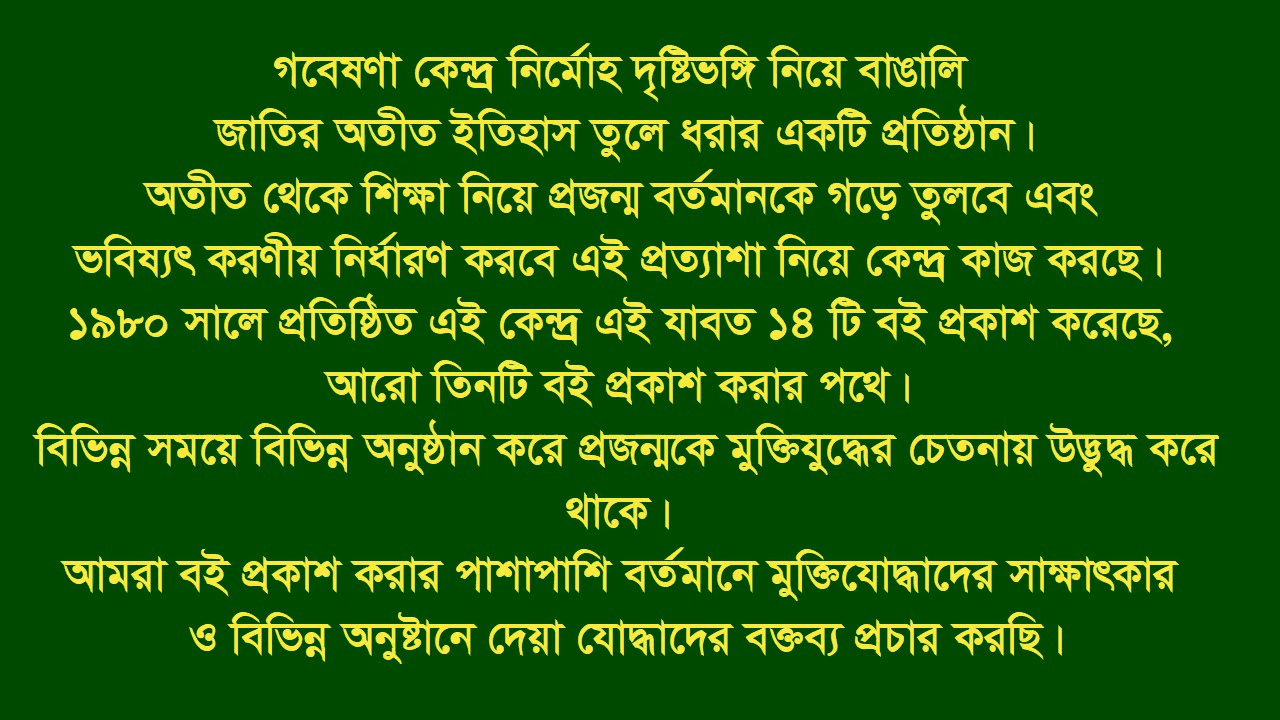 গবেষণা কেন্দ্র নির্মোহ দৃষ্টিভঙ্গি নিয়ে বাঙালি
জাতির অতীত ইতিহাস তুলে ধরার একটি প্রতিষ্ঠান।
অতীত থেকে শিক্ষা নিয়ে প্রজন্ম বর্তমানকে গড়ে তুলবে এবং
ভবিষ্যৎ করণীয় নির্ধারণ করবে এই প্রত্যাশা নিয়ে কেন্দ্র কাজ করছে।
১৯৮০ সালে প্রতিষ্ঠিত এই কেন্দ্র এই যাবত ১৪ টি বই প্রকাশ করেছে,
আরো তিনটি বই প্রকাশ করার পথে।
বিভিন্ন সময়ে বিভিন্ন অনুষ্ঠান করে প্রজন্মকে মুক্তিযুদ্ধের চেতনায় উদ্ভুদ্ধ করে
থাকে।
আমরা বই প্রকাশ করার পাশাপাশি বর্তমানে মুক্তিযোদ্ধাদের সাক্ষাৎকার
ও বিভিন্ন অনুষ্টানে দেয়া যোদ্ধাদের বক্তব্য প্রচার করছি।